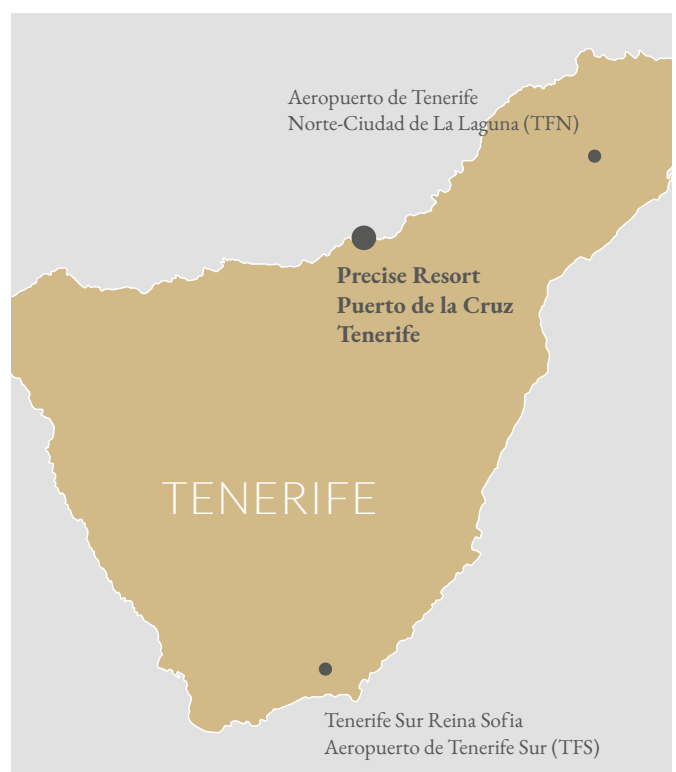 Aeropuerto de Tenerife
Norte-Ciudad de La Laguna (TFN)
Precise Resort
Puerto de la Cruz
Tenerife
TENERIFE
Tenerife Sur Reina Sofia
Aeropuerto de Tenerife Sur (TFS)